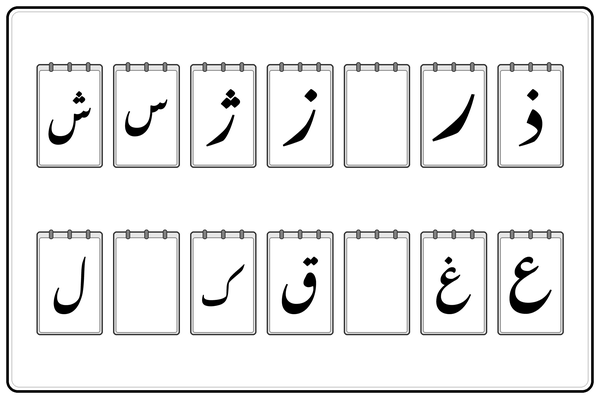 ذ ر ز ژ س ش
ع غ ق ک ل